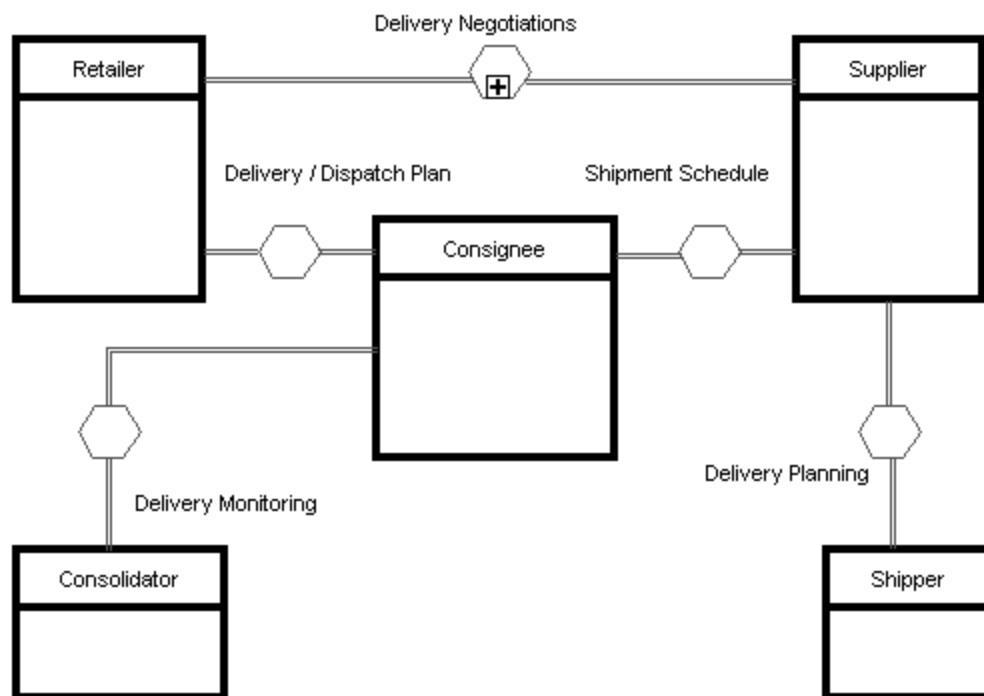 Delivery Negotiations
Retailer
Supplier
Delivery / Dispatch Plan
Shipment Schedule
Consignee
Delivery Planning
Delivery Monitoring
Consolidator
Shipper